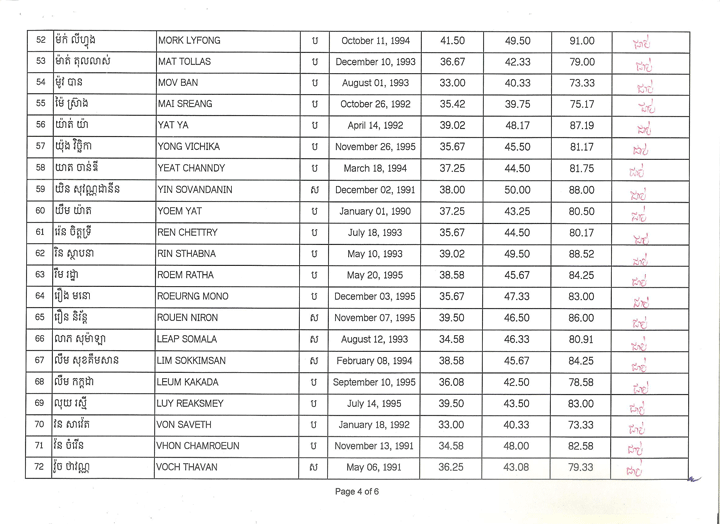 52 ម៉ក់ លីហ្វុង MORK LYFONG ប October 11, 1994 41.50 49.50 91.00 ជាប់
53 ម៉ាត់ តុលលាស់ MAT TOLLAS ប December 10, 1993 36.67 42.33 79.00 ជាប់
54 ម៉ូវ បាន MOV BAN ប August 01, 1993 33.00 40.33 73.33 ជាប់
55 ម៉ៃ ស្រ៊ាង MAI SREANG ប October 26, 1992 35.42 39.75 75.17 ជាប់
56 យ៉ាត់ យ៉ា YAT YA ប April 14, 1992 39.02 48.17 87.19 ជាប់
57 យ៉ុង វិច្ឆិកា YONG VICHIKA ប November 26, 1995 35.67 45.50 81.17 ជាប់
58 យាត ចាន់ឌី YEAT CHANNDY ប March 18, 1994 37.25 44.50 81.75 ជាប់
59 យិន សុវណ្ណដានីន YIN SOVANDANIN ស December 02, 1991 38.00 50.00 88.00 ជាប់
60 យឹម យ៉ាត YOEM YAT ប January 01, 1990 37.25 43.25 80.50 ជាប់
61 រ៉េន ចិត្តទ្រី REN CHETTRY ប July 18, 1993 35.67 44.50 80.17 ជាប់
62 រិន ស្ថាបនា RIN STHABNA ប May 10, 1993 39.02 49.50 88.52 ជាប់
63 រឹម រដ្ឋា ROEM RATHA ប May 20, 1995 38.58 45.67 84.25 ជាប់
64 រឿង មនោ ROEURNG MONO ប December 03, 1995 35.67 47.33 83.00 ជាប់
65 រឿន និរ័ន្ត ROUEN NIRON ស November 07, 1995 39.50 46.50 86.00 ជាប់
66 លាភ សុម៉ាឡា LEAP SOMALA ស August 12, 1993 34.58 46.33 80.91 ជាប់
67 លឹម សុខគឹមសាន LIM SOKKIMSAN ស February 08, 1994 38.58 45.67 84.25 ជាប់
68 លឹម កក្កដា LEUM KAKADA ប September 10, 1995 36.08 42.50 78.58 ជាប់
69 លុយ រស្មី LUY REAKSMEY ប July 14, 1995 39.50 43.50 83.00 ជាប់
70 វន សាវ៉េត VON SAVETH ប January 18, 1992 33.00 40.33 73.33 ជាប់
71 វ៉ន ចំរើន VHON CHAMROEUN ប November 13, 1991 34.58 48.00 82.58 ជាប់
72 វ៉ូច ថាវណ្ណ VOCH THAVAN ស May 06, 1991 36.25 43.08 79.33 ជាប់
Page 4 of 6